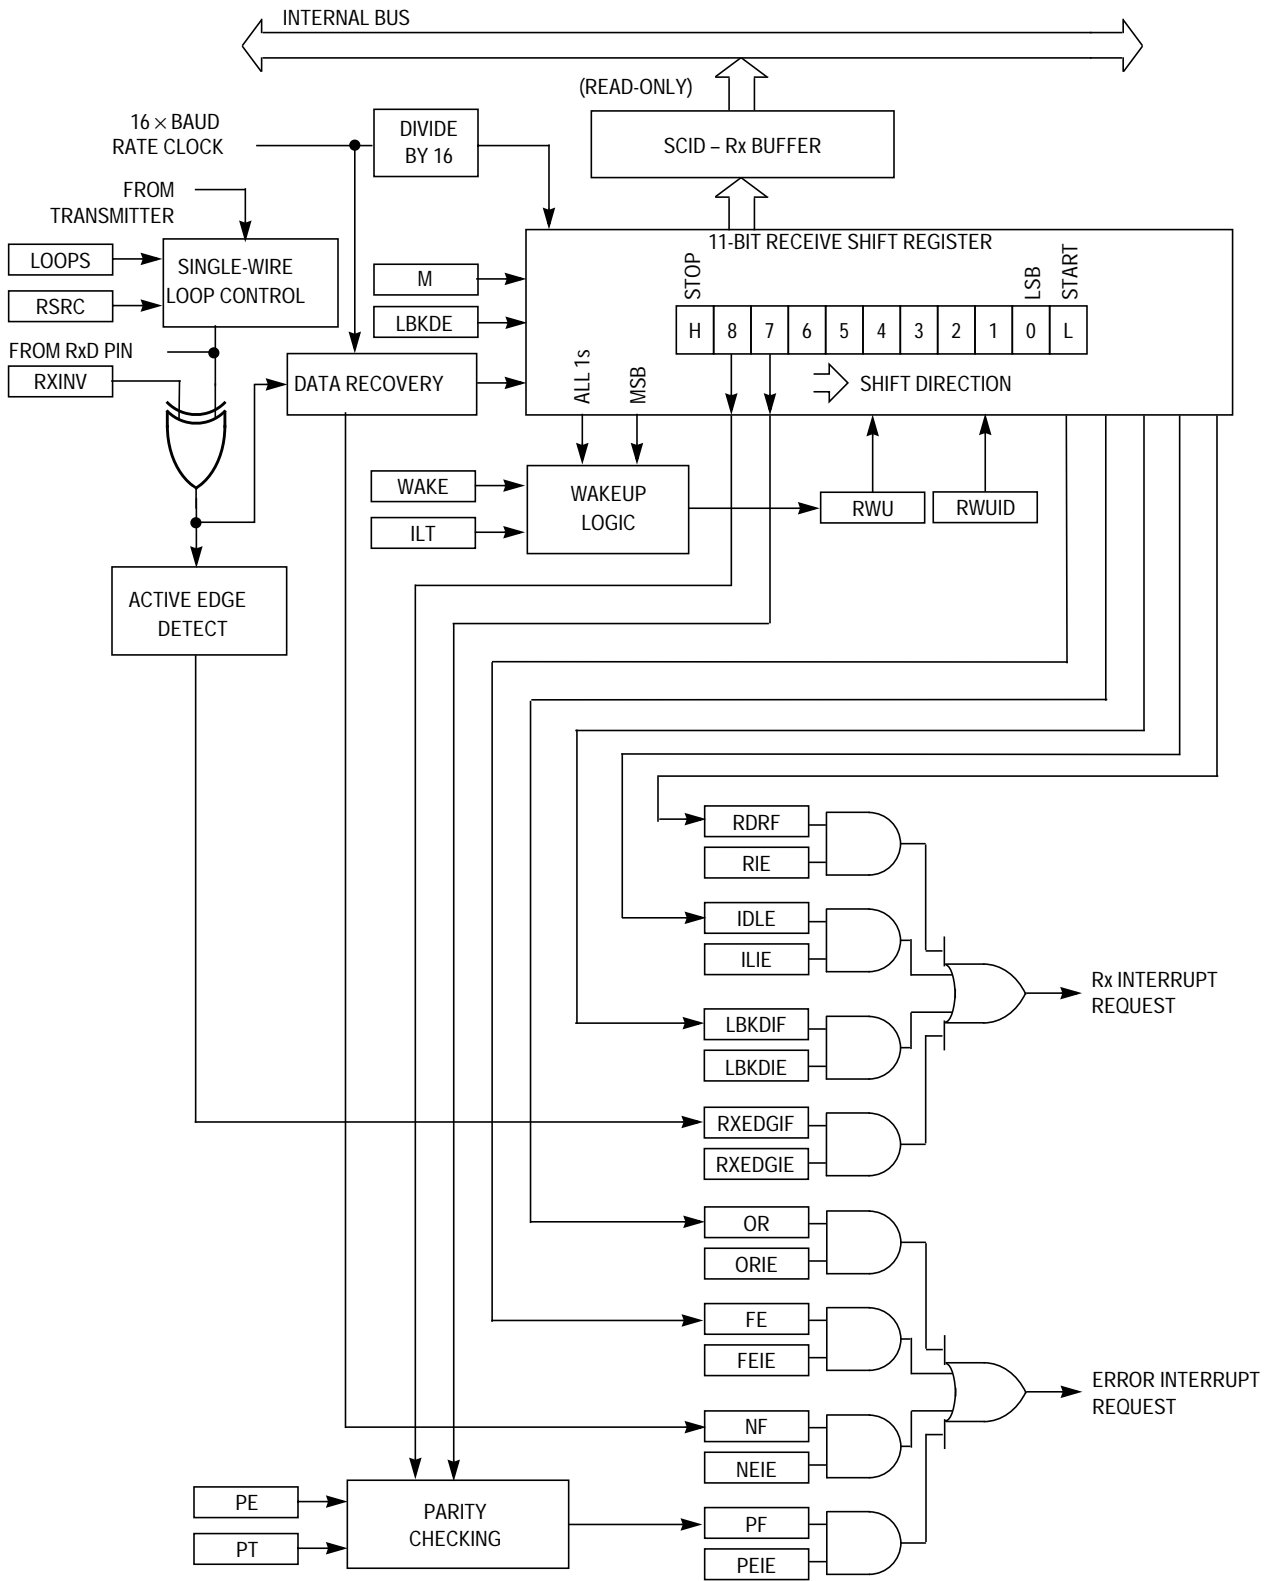 INTERNAL BUS
(READ-ONLY)
16 × BAUD
RATE CLOCK
DIVIDE
BY 16
SCID – Rx BUFFER
FROM
TRANSMITTER
11-BIT RECEIVE SHIFT REGISTER
LOOPS
SINGLE-WIRE
LOOP CONTROL
RSRC
M
LBKDE
STOP
LSB
START
H 8 7 6 5 4 3 2 1 0 L
FROM RxD PIN
RXINV
DATA RECOVERY
ALL 1s
MSB
SHIFT DIRECTION
WAKE
ILT
WAKEUP
LOGIC
RWU
RWUID
ACTIVE EDGE
DETECT
RDRF
RIE
IDLE
ILIE
Rx INTERRUPT
REQUEST
LBKDIF
LBKDIE
RXEDGIF
RXEDGIE
OR
ORIE
FE
FEIE
ERROR INTERRUPT
REQUEST
NF
NEIE
PE
PT
PARITY
CHECKING
PF
PEIE